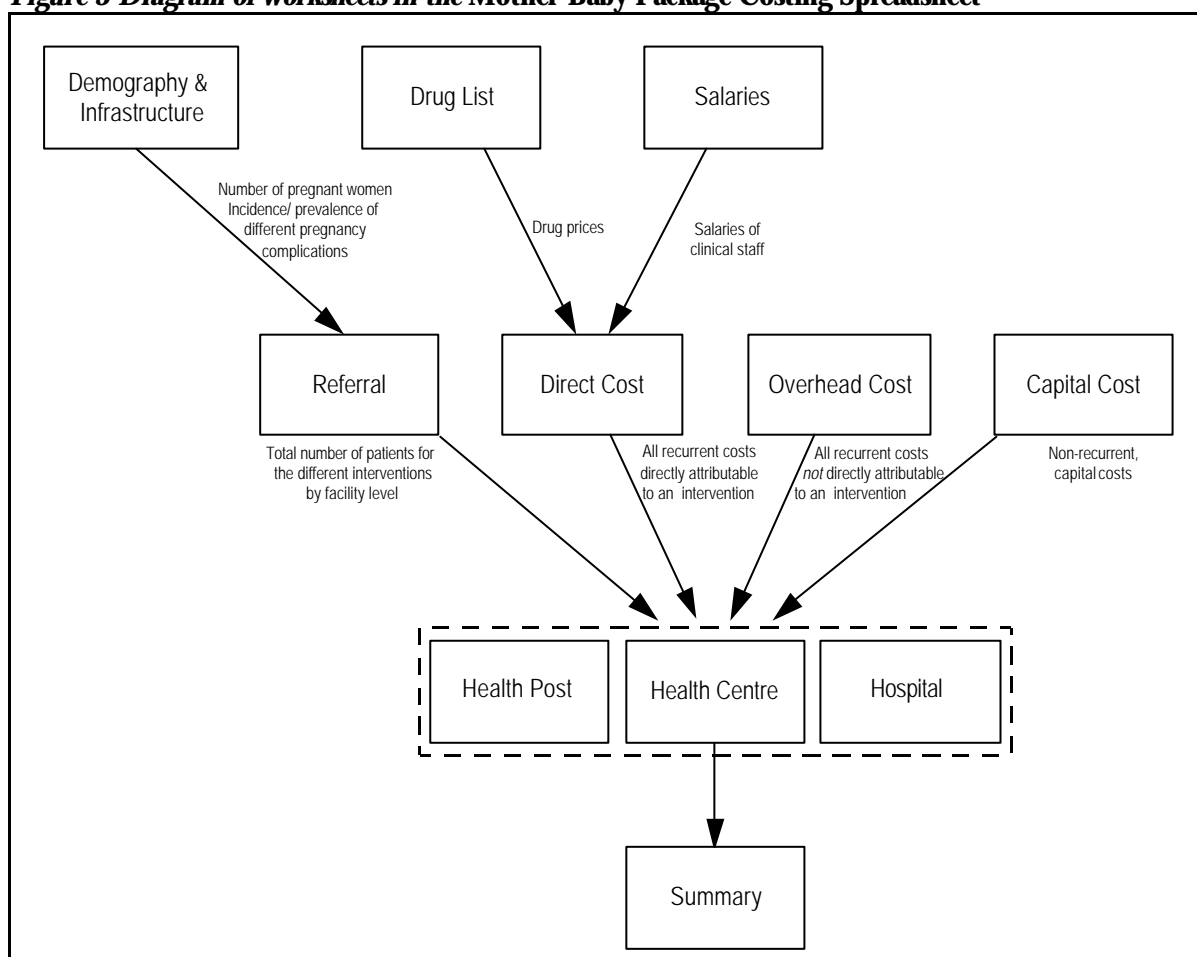 Figure 3 Diagram of worksheets in the Mother-Baby Package Costing Spreadsheet
Demography &
Infrastructure
Drug List
Salaries
Number of pregnant women
Incidence/ prevalence of
different pregnancy
complications
Drug prices
Salaries of
clinical staff
Referral
Direct Cost
Overhead Cost
Capital Cost
Total number of patients for
the different interventions
by facility level
All recurrent costs
directly attributable
to an intervention
All recurrent costs
not directly attributable
to an intervention
Non-recurrent,
capital costs
Health Post
Health Centre
Hospital
Summary